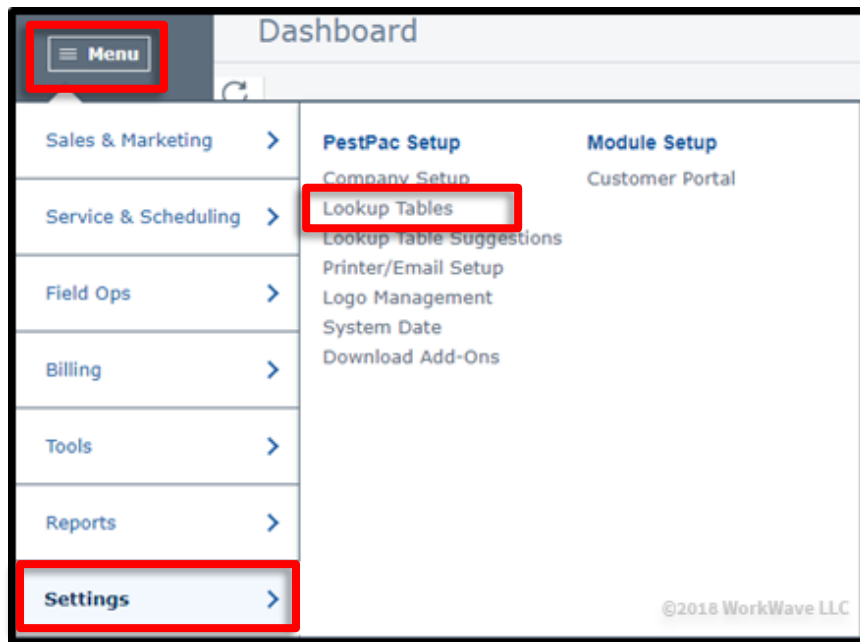 Menu
Dashboard
Sales & Marketing
Service & Scheduling
Field Ops
Billing
Tools
Reports
Settings
PestPac Setup
Company Setup
Lookup Tables
Lookup Table Suggestions
Printer/Email Setup
Logo Management
System Date
Download Add-Ons
Module Setup
Customer Portal
©2018 WorkWave LLC